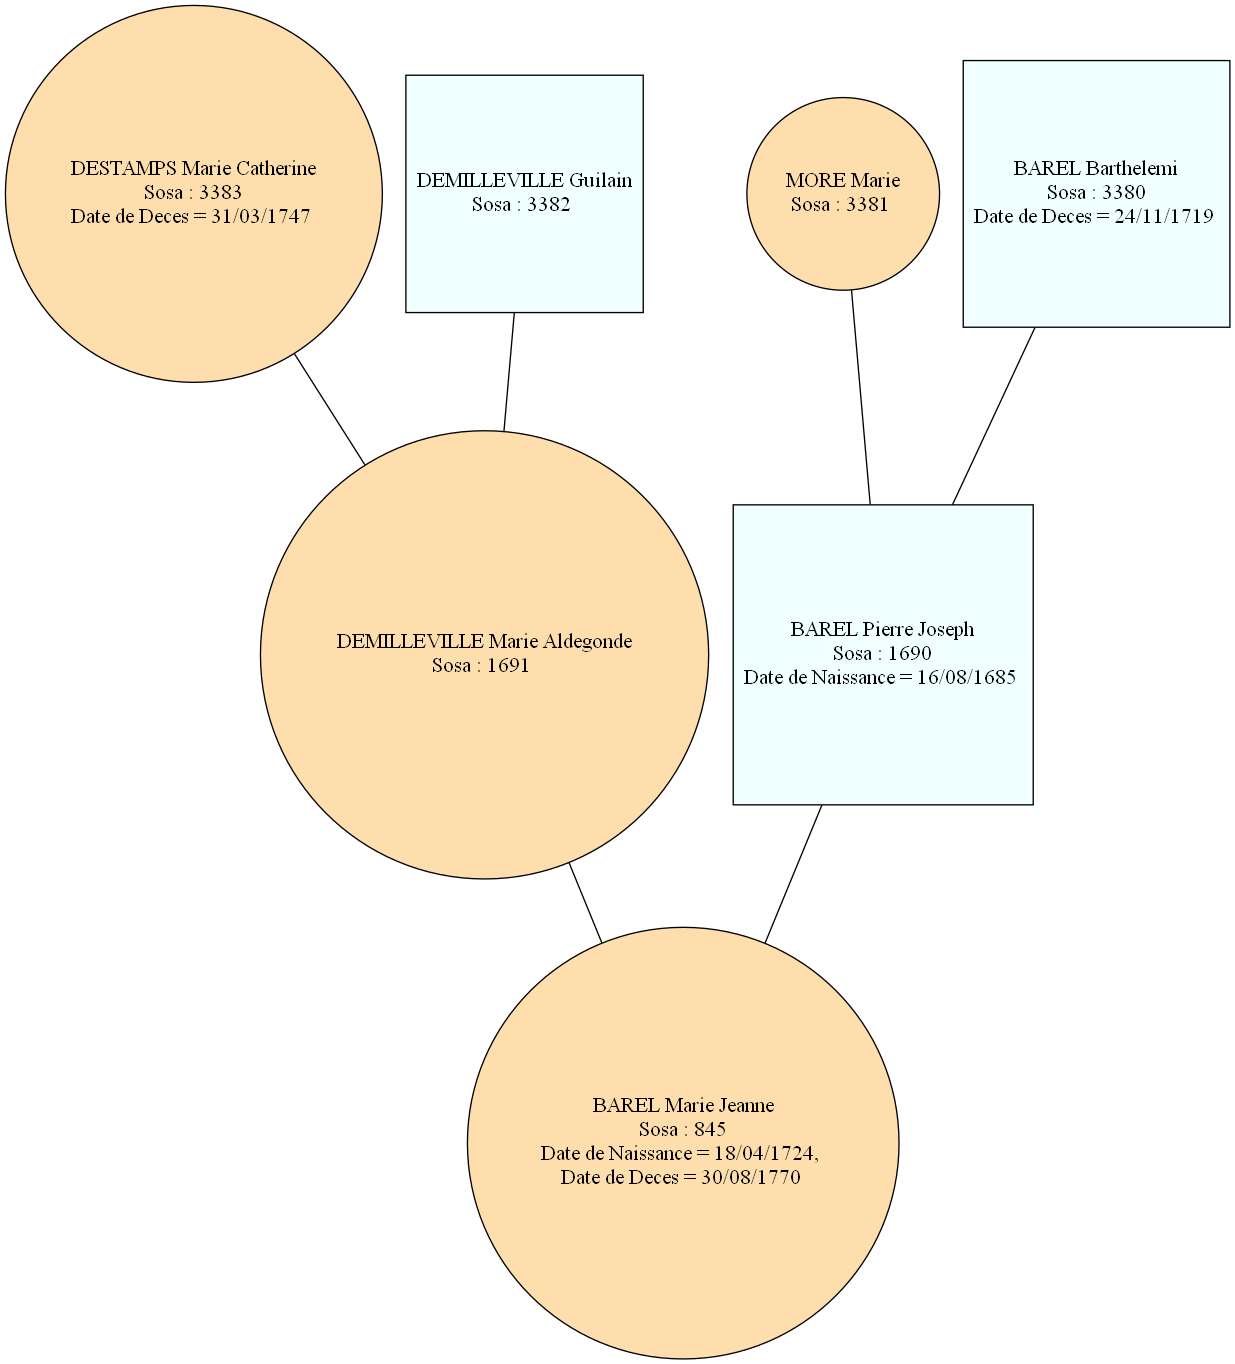 DESTAMPS Marie Catherine
Sosa : 3383
Date de Deces = 31/03/1747
DEMILLEVILLE Guilain
Sosa : 3382
MORE Marie
Sosa : 3381
BAREL Barthelemi
Sosa : 3380
Date de Deces = 24/11/1719
DEMILLEVILLE Marie Aldegonde
Sosa : 1691
BAREL Pierre Joseph
Sosa : 1690
Date de Naissance = 16/08/1685
BAREL Marie Jeanne
Sosa : 845
Date de Naissance = 18/04/1724,
Date de Deces = 30/08/1770